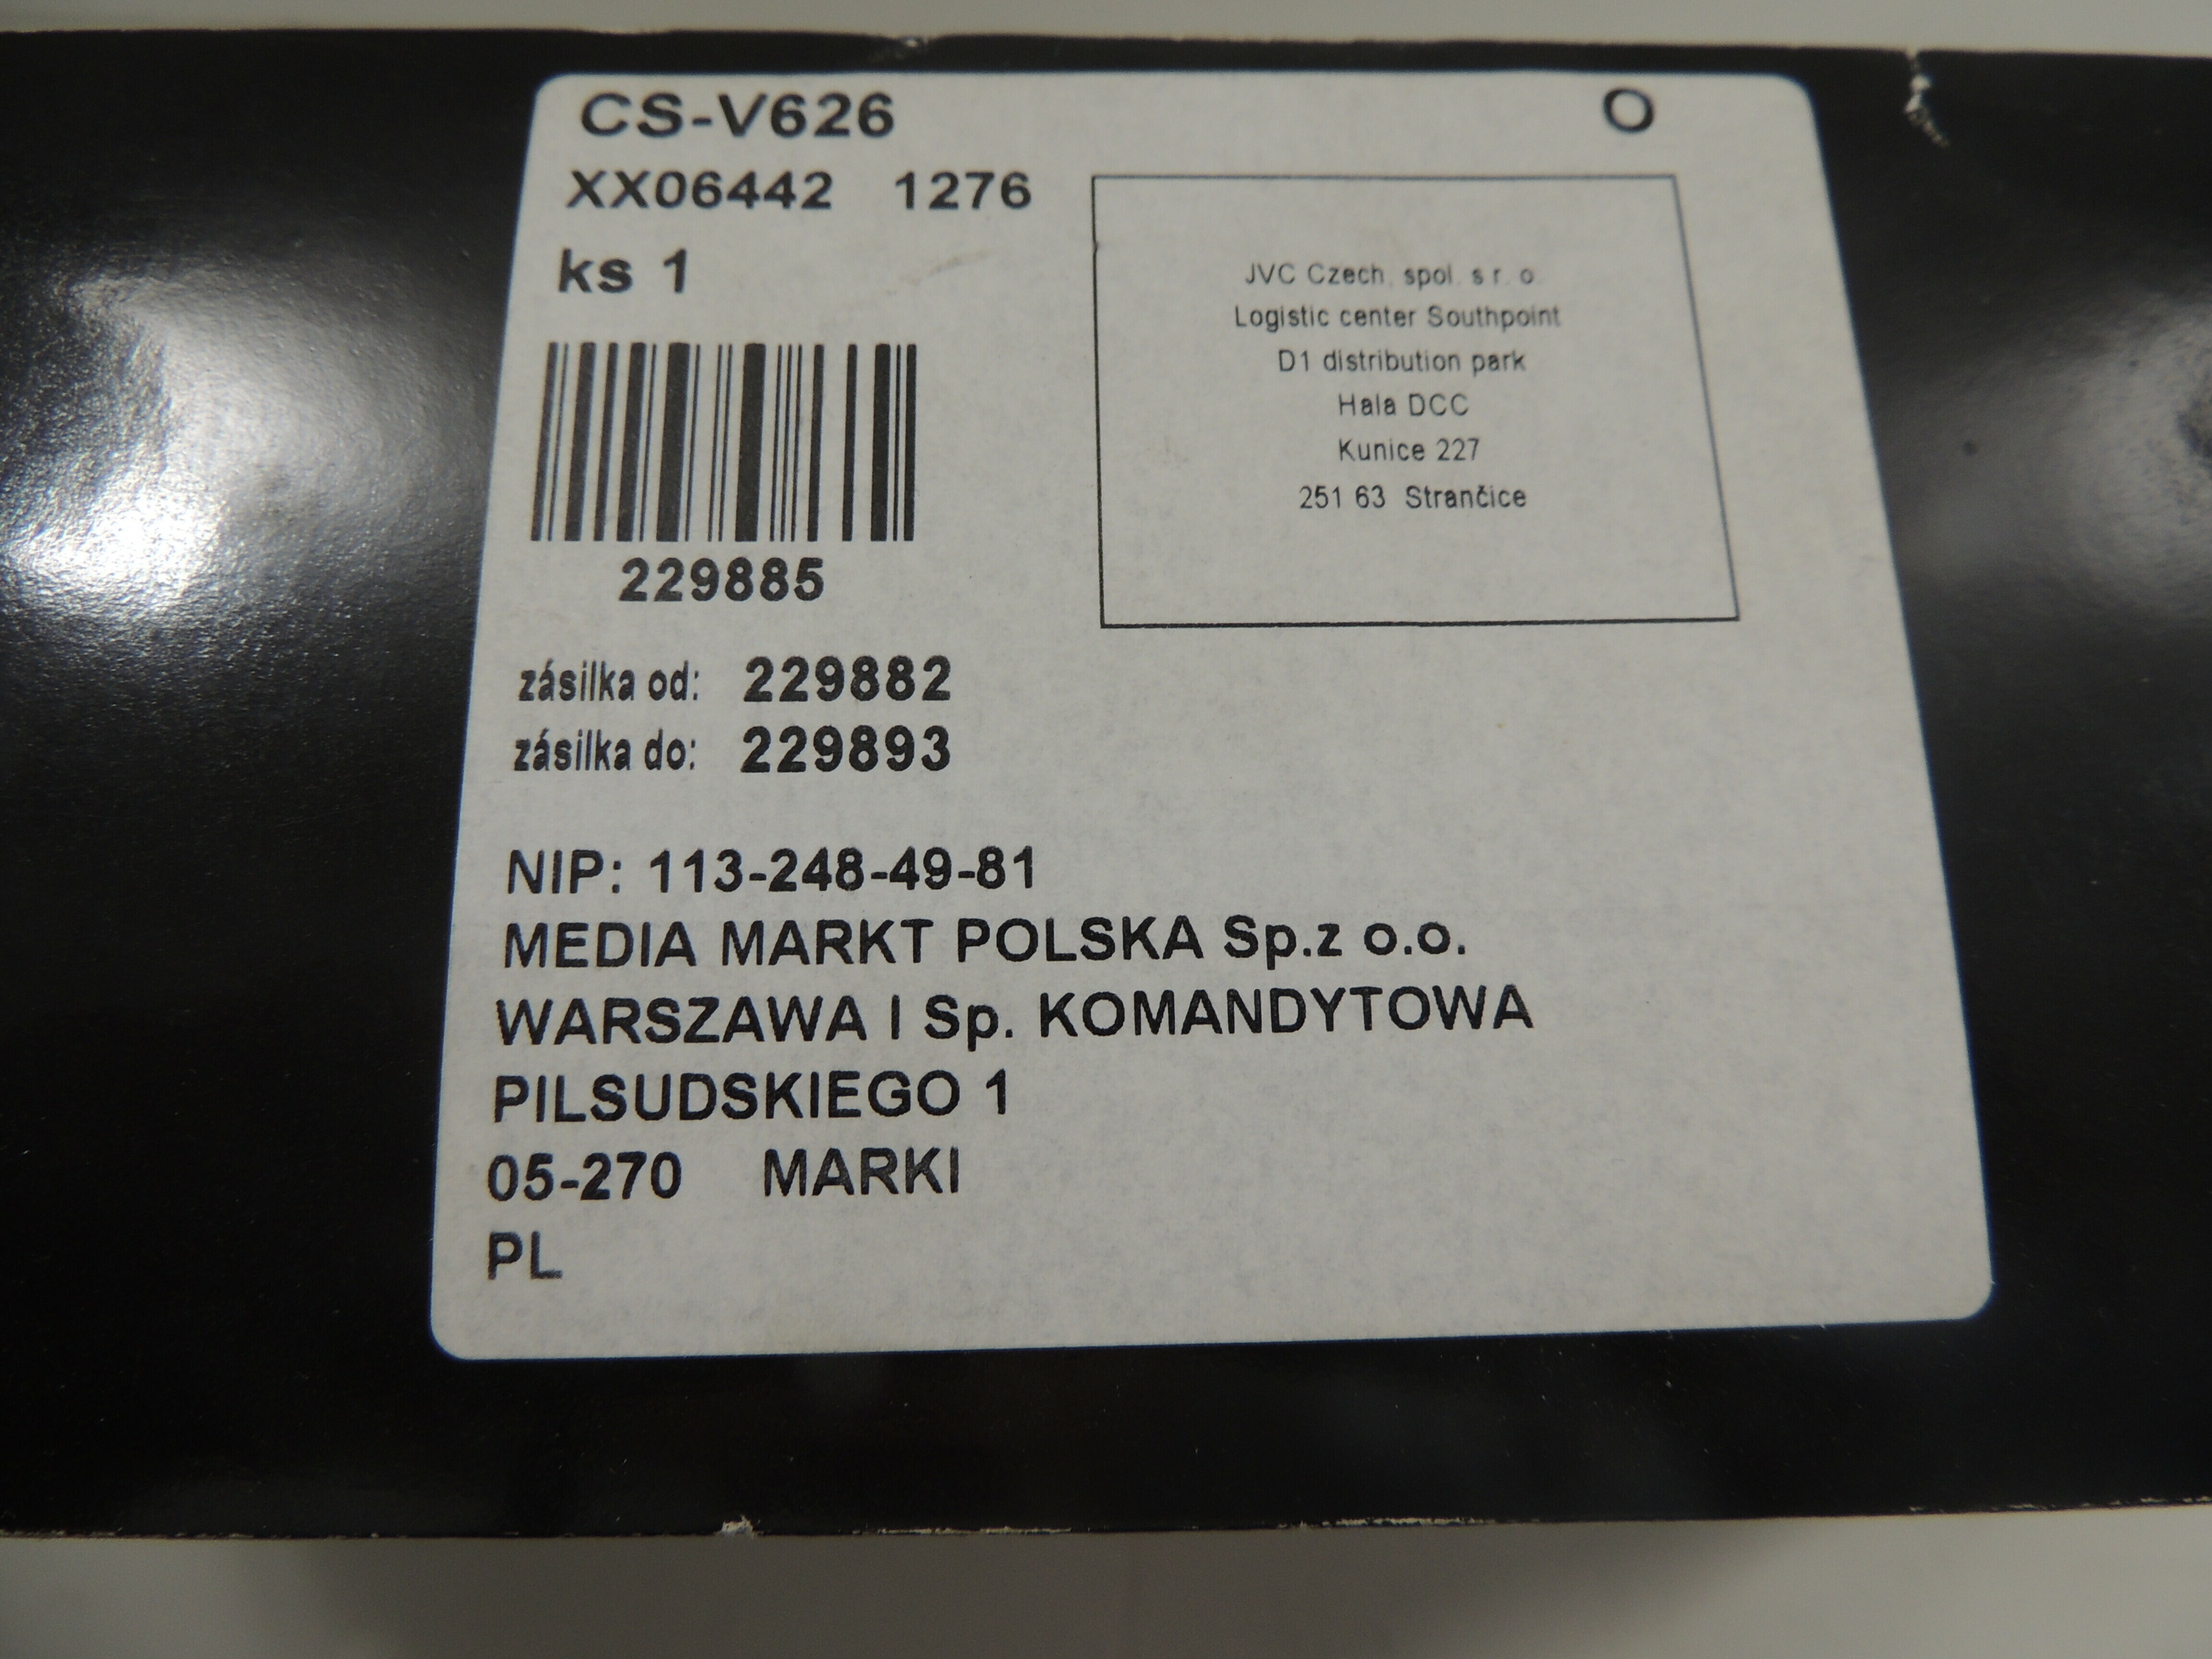 CS-V626 O
XX06442 1276
ks 1
JVC Czech, spol. s r. o.
Logistic center Southpoint
D1 distribution park
Hala DCC
Kunice 227
251 63 Strančice
229885
zásilka od: 229882
zásilka do: 229893
NIP: 113-248-49-81
MEDIA MARKT POLSKA Sp.z o.o.
WARSZAWA I Sp. KOMANDYTOWA
PILSUDSKIEGO 1
05-270 MARKI
PL